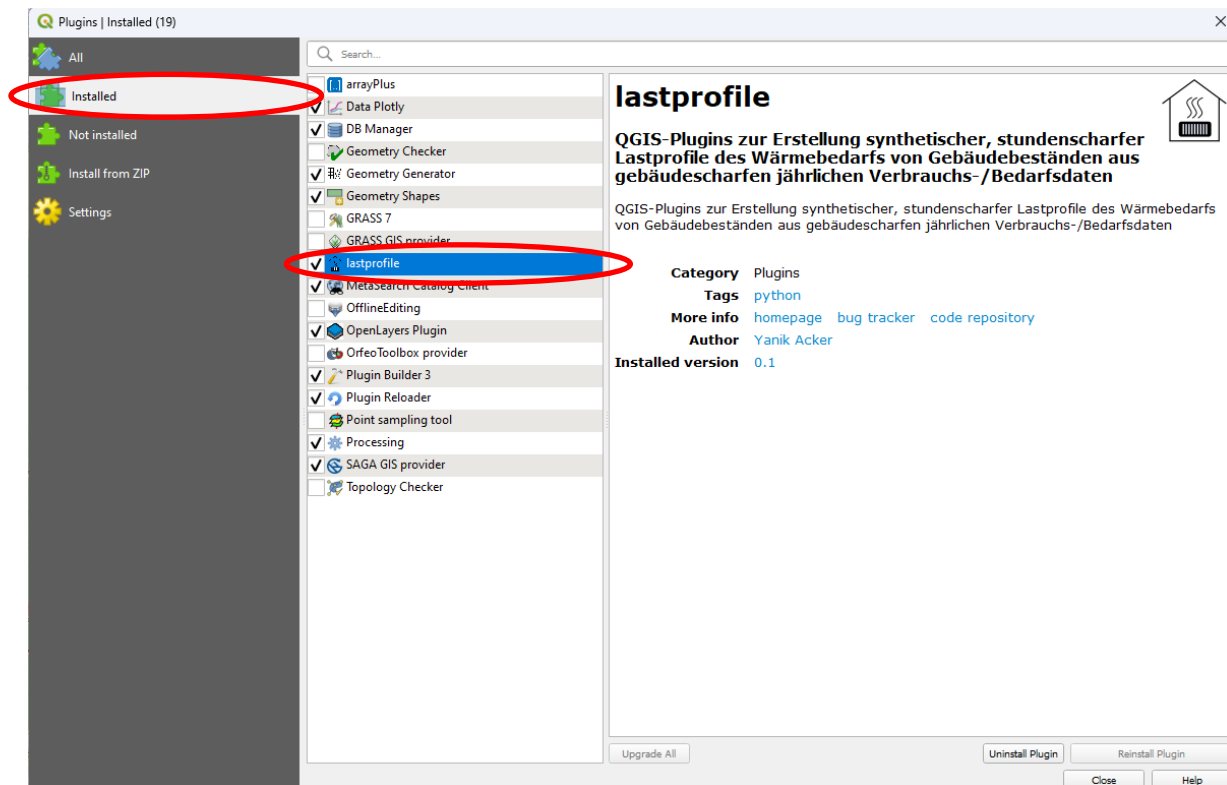 Plugins | Installed (19)
All
Installed
Not installed
Install from ZIP
Settings
Search...
arrayPlus
Data Plotly
DB Manager
Geometry Checker
Geometry Generator
Geometry Shapes
GRASS 7
GRASS GIS provider
lastprofile
MetaSearch Catalog Client
OfflineEditing
OpenLayers Plugin
OrfeoToolbox provider
Plugin Builder 3
Plugin Reloader
Point sampling tool
Processing
SAGA GIS provider
Topology Checker
lastprofile
QGIS-Plugins zur Erstellung synthetischer, stundenscharfer
Lastprofile des Wärmebedarfs von Gebäudebeständen aus
gebäudescharfen jährlichen Verbrauchs-/Bedarfsdaten
QGIS-Plugins zur Erstellung synthetischer, stundenscharfer Lastprofile des Wärmebedarfs
von Gebäudebeständen aus gebäudescharfen jährlichen Verbrauchs-/Bedarfsdaten
Category Plugins
Tags python
More info homepage bug tracker code repository
Author Yanik Acker
Installed version 0.1
Upgrade All
Uninstall Plugin
Reinstall Plugin
Close
Help